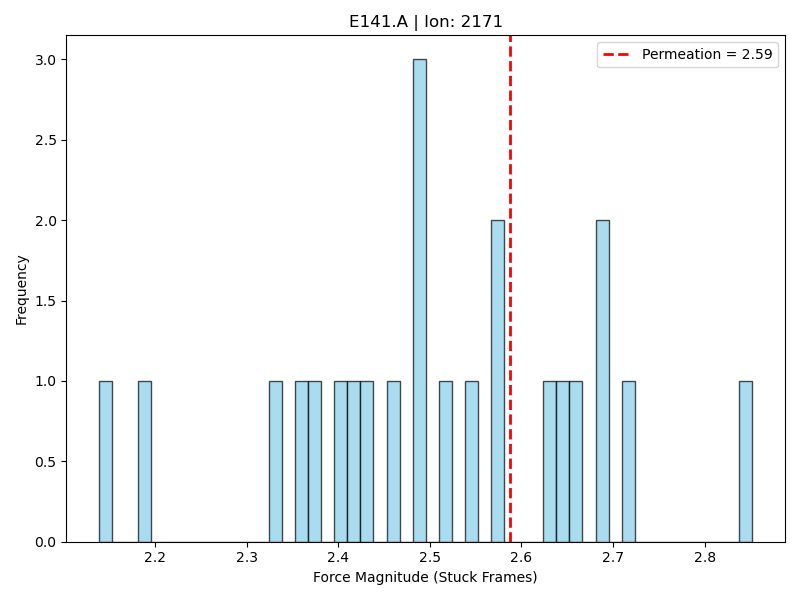 E141.A | Ion: 2171
Permeation = 2.59
3.0
2.5
2.0
1.5
1.0
0.5
0.0
Frequency
2.2 2.3 2.4 2.5 2.6 2.7 2.8
Force Magnitude (Stuck Frames)